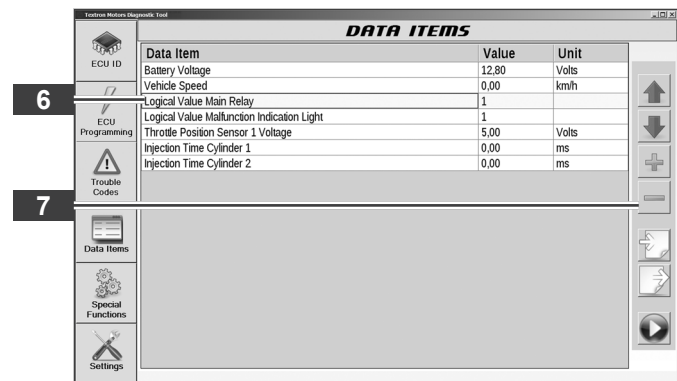 Textron Motors Diagnostic Tool
DATA ITEMS
ECU ID
ECU
Programming
Trouble
Codes
Data Items
Special
Functions
Settings
Data Item Value Unit
Battery Voltage 12,80 Volts
Vehicle Speed 0,00 km/h
Logical Value Main Relay 1
Logical Value Malfunction Indication Light 1
Throttle Position Sensor 1 Voltage 5,00 Volts
Injection Time Cylinder 1 0,00 ms
Injection Time Cylinder 2 0,00 ms
6
7